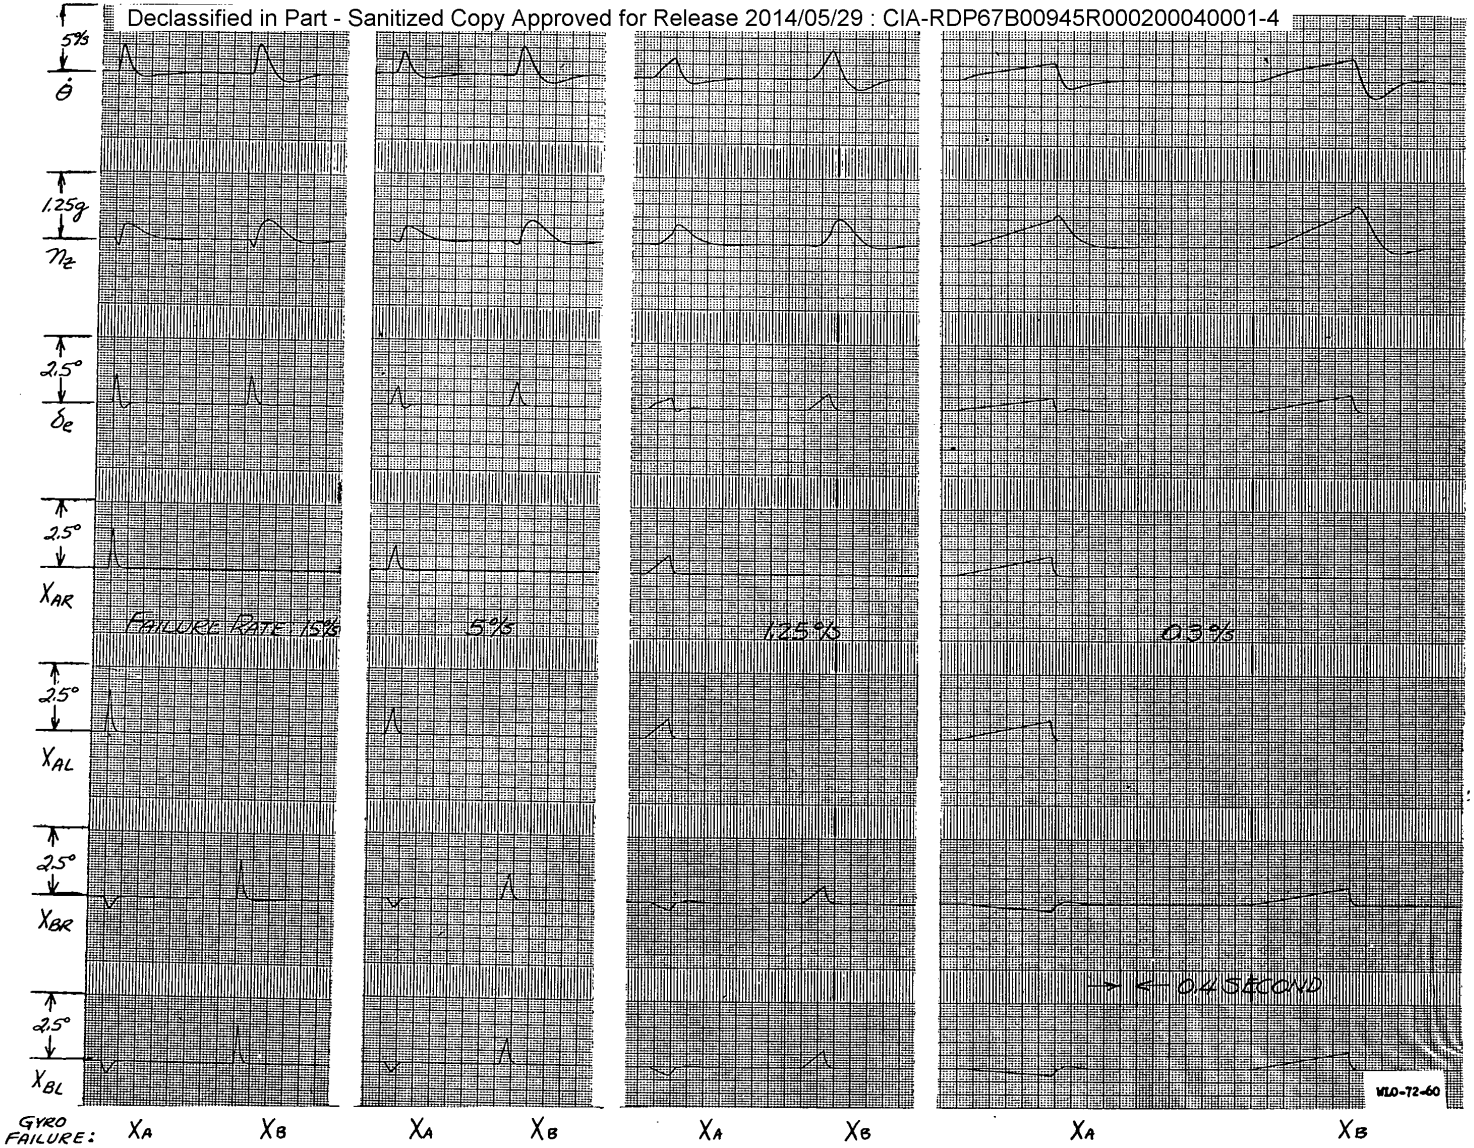 Declassified in Part - Sanitized Copy Approved for Release 2014/05/29 : CIA-RDP67B00945R000200040001-4
5°/s
θ̇
1.25g
nz
2.5°
δe
2.5°
XAR
FAILURE RATE: 15°/s
5°/s
1.25°/s
0.3°/s
2.5°
XAL
2.5°
XBR
0.4 SECOND
2.5°
XBL
WLO-72-60
GYRO
FAILURE: XA XB XA XB XA XB XA XB